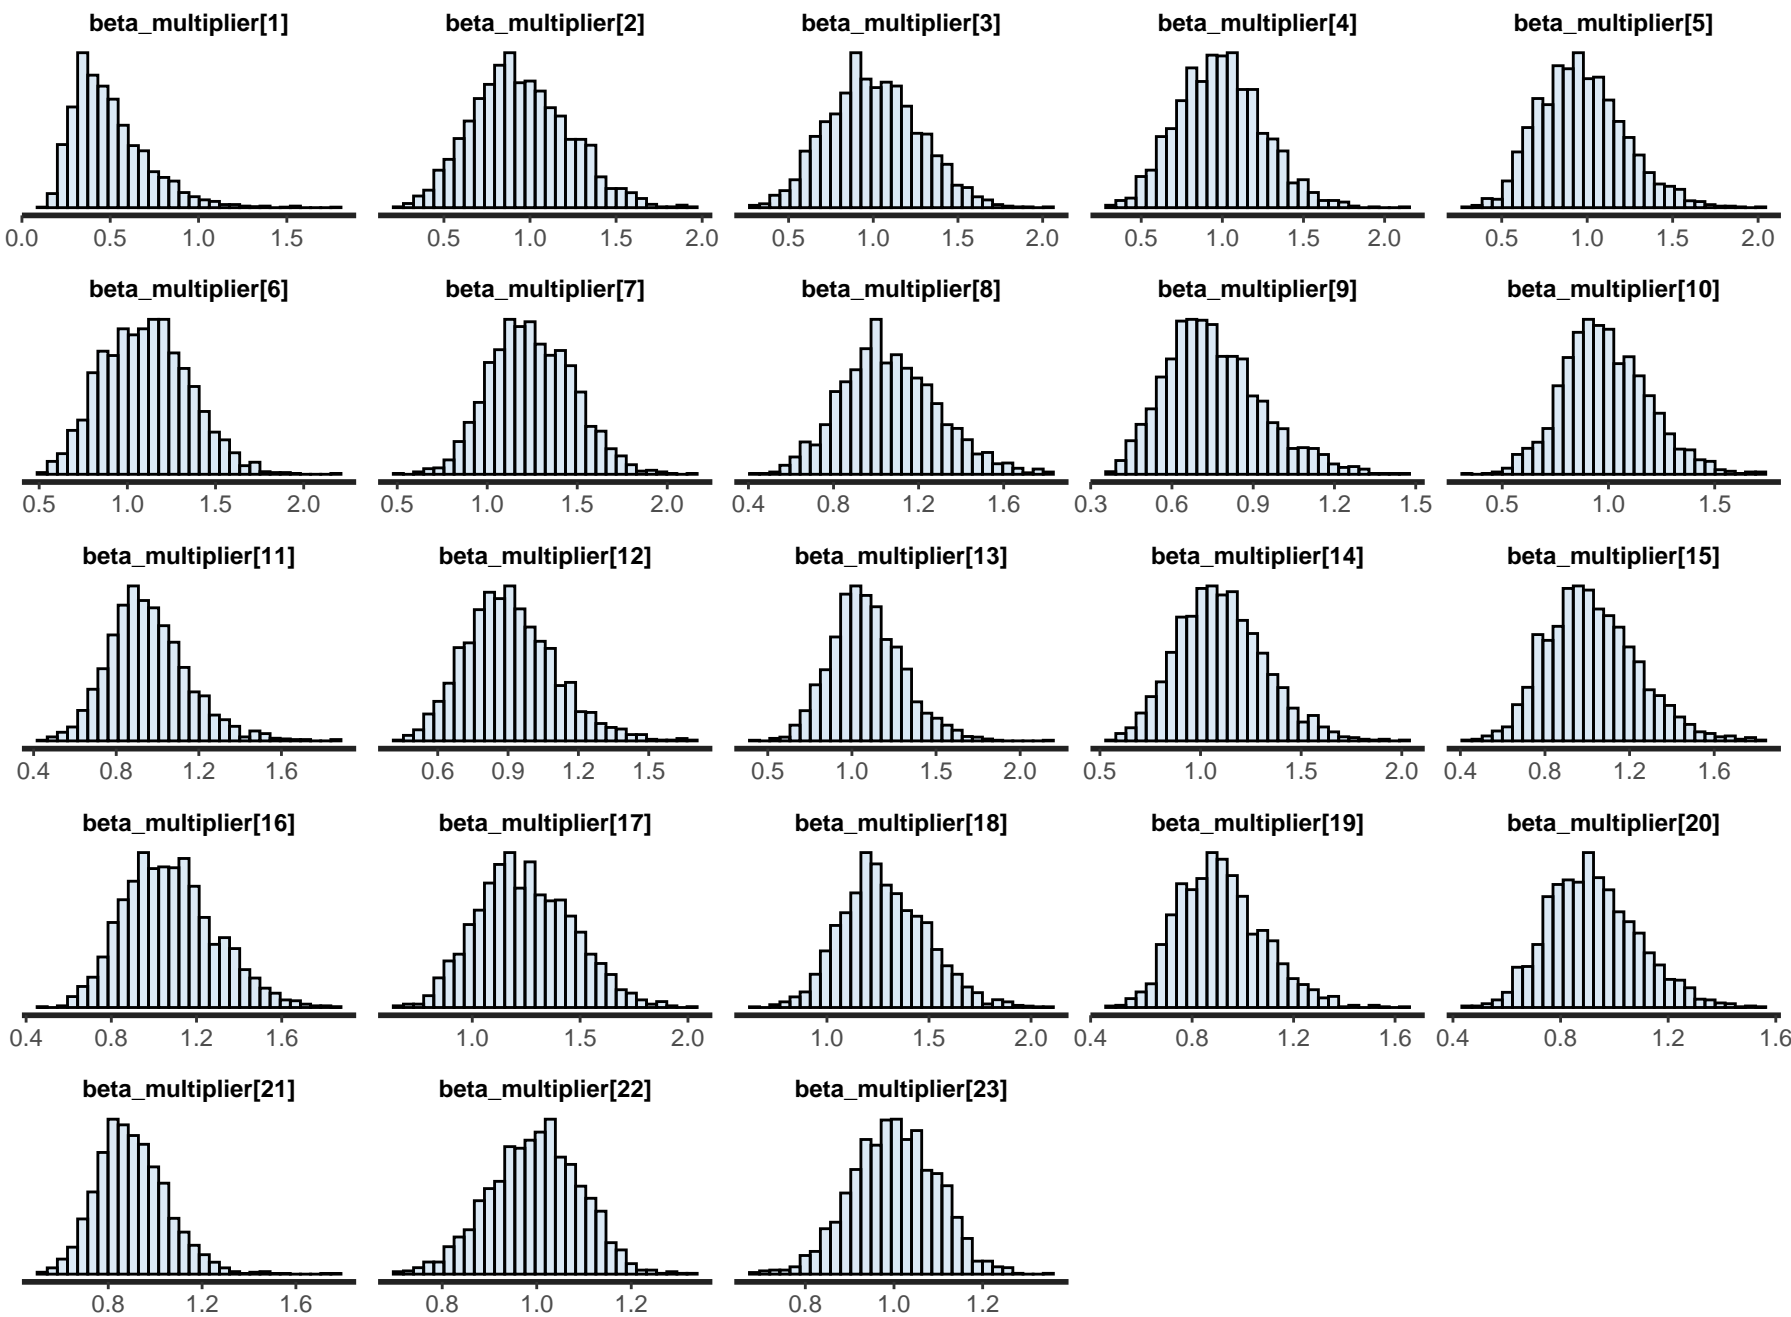 beta_multiplier[1] beta_multiplier[2] beta_multiplier[3] beta_multiplier[4] beta_multiplier[5]
0.0 0.5 1.0 1.5 0.5 1.0 1.5 2.0 0.5 1.0 1.5 2.0 0.5 1.0 1.5 2.0 0.5 1.0 1.5 2.0
beta_multiplier[6] beta_multiplier[7] beta_multiplier[8] beta_multiplier[9] beta_multiplier[10]
0.5 1.0 1.5 2.0 0.5 1.0 1.5 2.0 0.4 0.8 1.2 1.6 0.3 0.6 0.9 1.2 1.5 0.5 1.0 1.5
beta_multiplier[11] beta_multiplier[12] beta_multiplier[13] beta_multiplier[14] beta_multiplier[15]
0.4 0.8 1.2 1.6 0.6 0.9 1.2 1.5 0.5 1.0 1.5 2.0 0.5 1.0 1.5 2.0 0.4 0.8 1.2 1.6
beta_multiplier[16] beta_multiplier[17] beta_multiplier[18] beta_multiplier[19] beta_multiplier[20]
0.4 0.8 1.2 1.6 1.0 1.5 2.0 1.0 1.5 2.0 0.4 0.8 1.2 1.6 0.4 0.8 1.2 1.6
beta_multiplier[21] beta_multiplier[22] beta_multiplier[23]
0.8 1.2 1.6 0.8 1.0 1.2 0.8 1.0 1.2